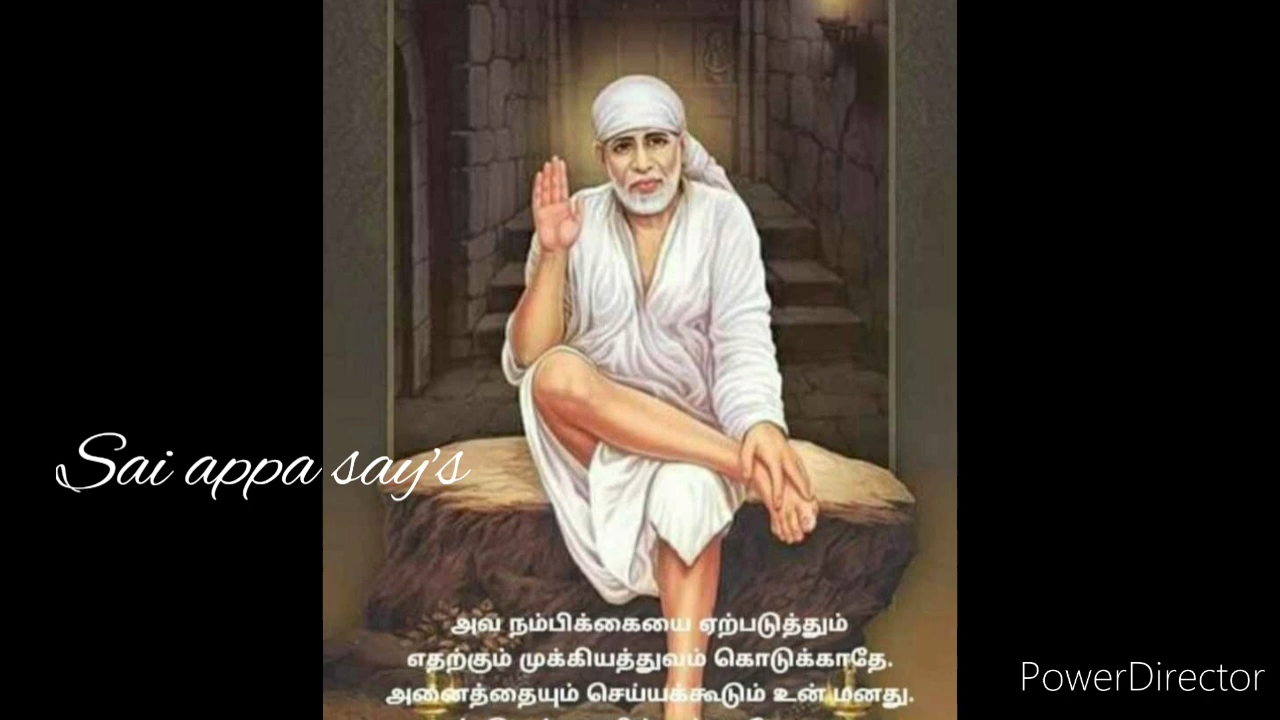 Sai appa say's
அவ நம்பிக்கையை ஏற்படுத்தும்
எதற்கும் முக்கியத்துவம் கொடுக்காதே.
அனைத்தையும் செய்யக்கூடும் உன் மனது.
PowerDirector